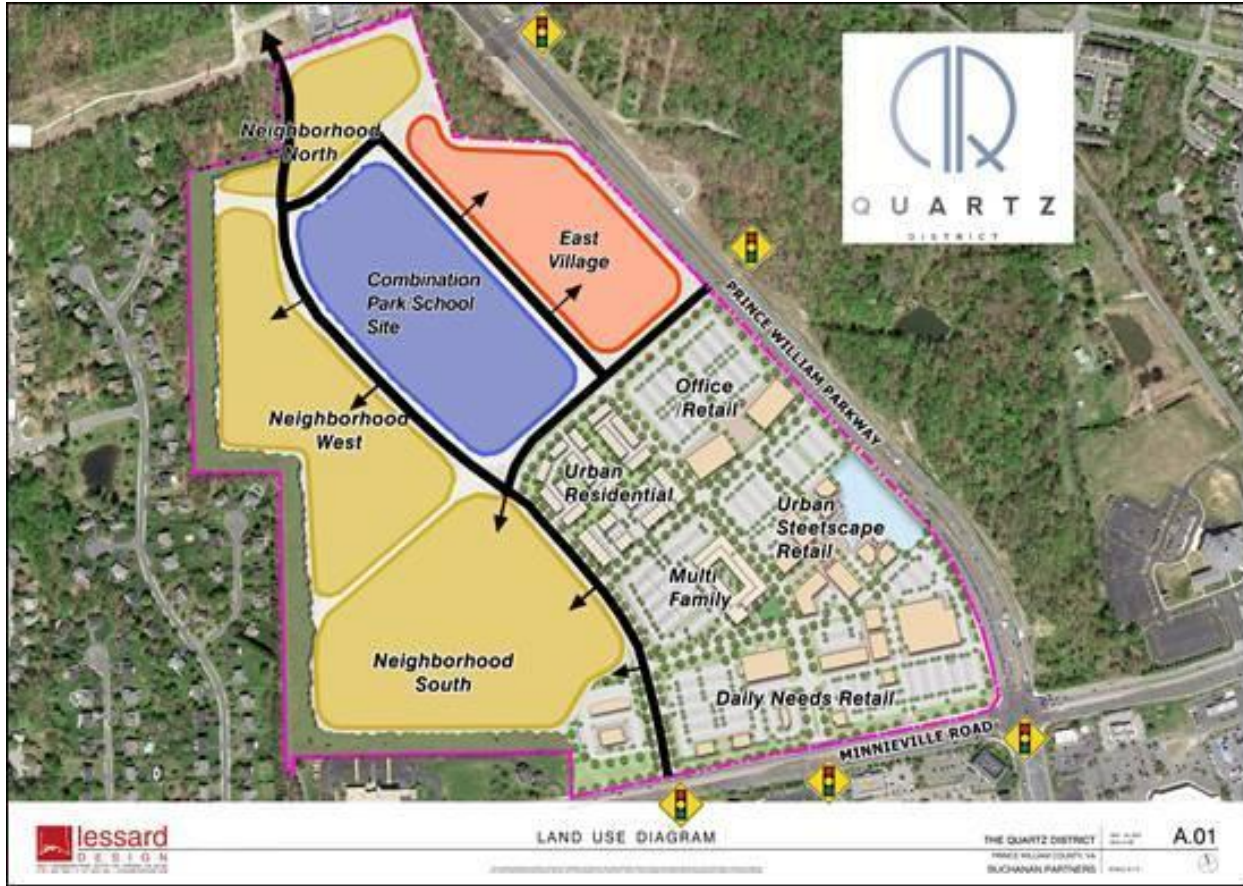 QUARTZ
DISTRICT
Neighborhood
North
East
Village
Combination
Park/School
Site
PRINCE WILLIAM PARKWAY
Neighborhood
West
Office
Retail
Urban
Residential
Urban
Steetscape
Retail
Multi
Family
Neighborhood
South
Daily Needs Retail
MINNIEVILLE ROAD
lessard
DESIGN
LAND USE DIAGRAM
THE QUARTZ DISTRICT
PRINCE WILLIAM COUNTY, VA
BUCHANAN PARTNERS
A.01